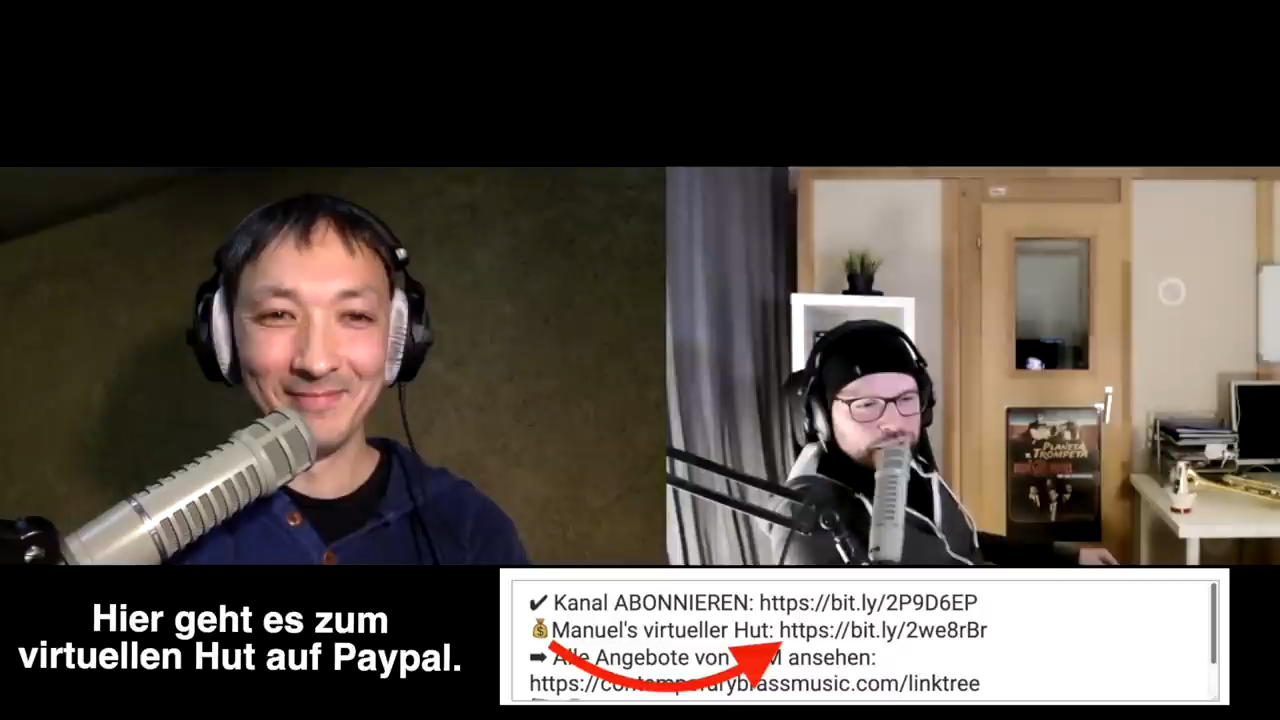 PLANETA
TROMPETA
Hier geht es zum
virtuellen Hut auf Paypal.
✔ Kanal ABONNIEREN: https://bit.ly/2P9D6EP
💰Manuel's virtueller Hut: https://bit.ly/2we8rBr
➡ Alle Angebote von M ansehen:
https://contemporarybrassmusic.com/linktree